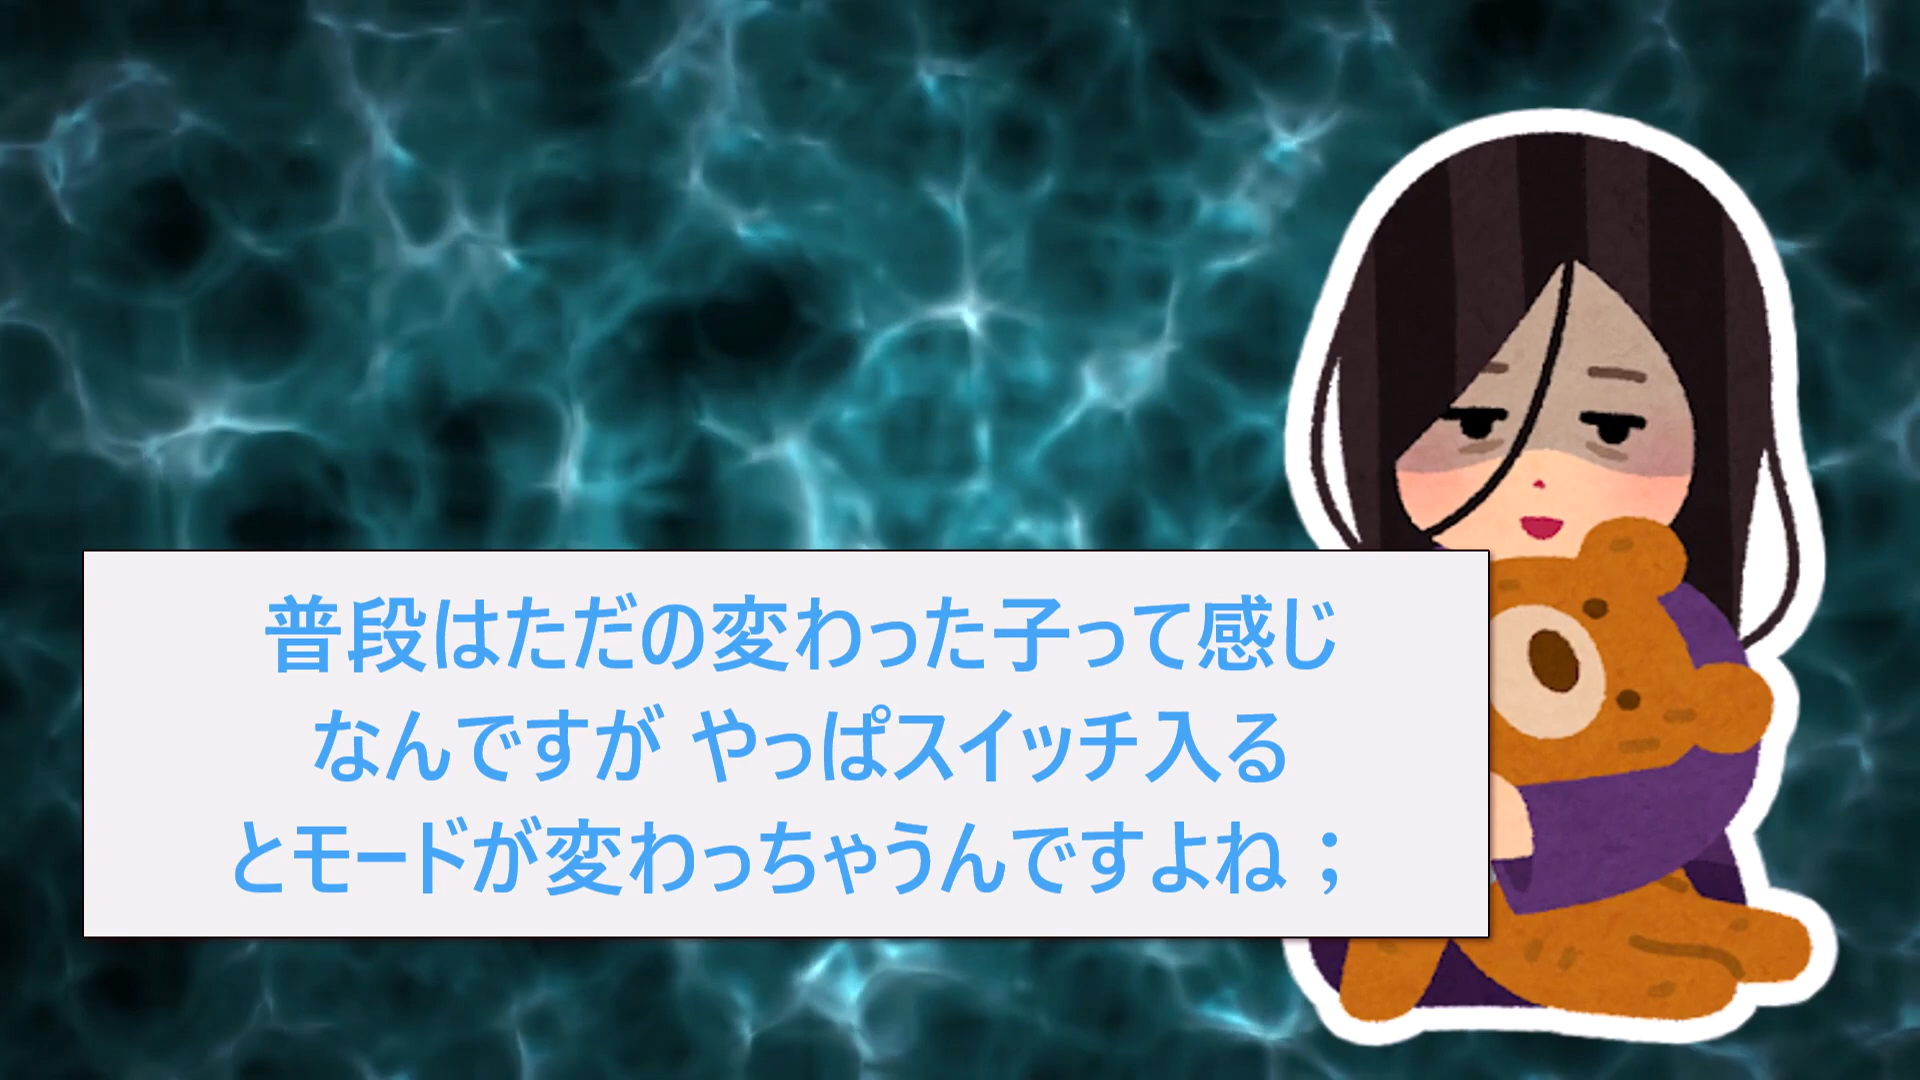 普段はただの変わった子って感じ
なんですが やっぱスイッチ入る
とモードが変わっちゃうんですよね；